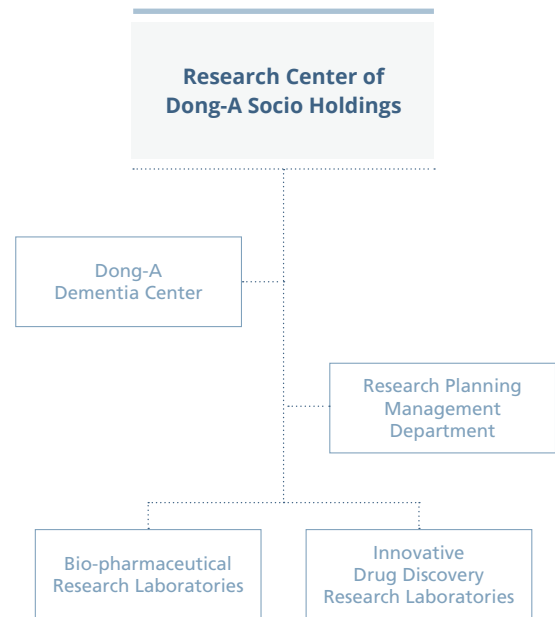 Research Center of
Dong-A Socio Holdings
Dong-A
Dementia Center
Research Planning
Management
Department
Bio-pharmaceutical
Research Laboratories
Innovative
Drug Discovery
Research Laboratories